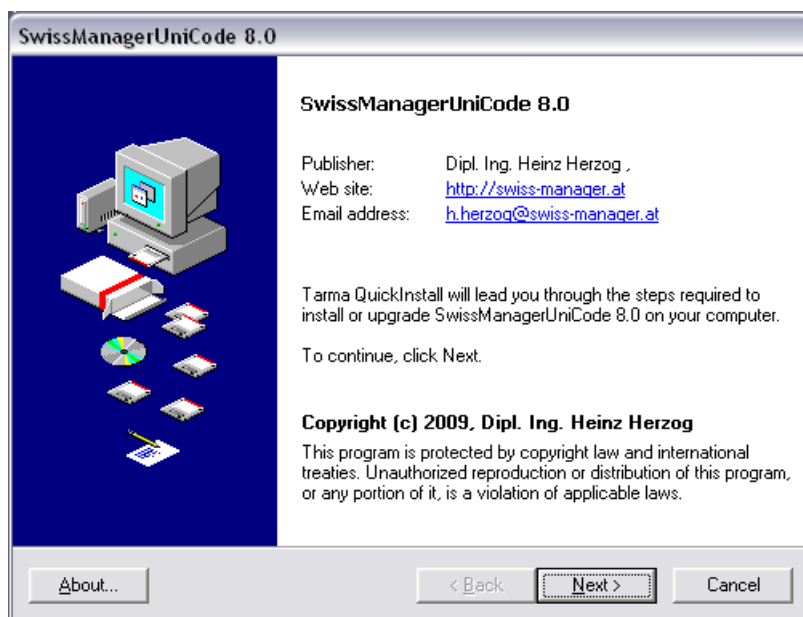 SwissManagerUniCode 8.0
SwissManagerUniCode 8.0
Publisher: Dipl. Ing. Heinz Herzog ,
Web site: http://swiss-manager.at
Email address: h.herzog@swiss-manager.at
Tarma QuickInstall will lead you through the steps required to
install or upgrade SwissManagerUniCode 8.0 on your computer.
To continue, click Next.
Copyright (c) 2009, Dipl. Ing. Heinz Herzog
This program is protected by copyright law and international
treaties. Unauthorized reproduction or distribution of this program,
or any portion of it, is a violation of applicable laws.
About... < Back Next > Cancel